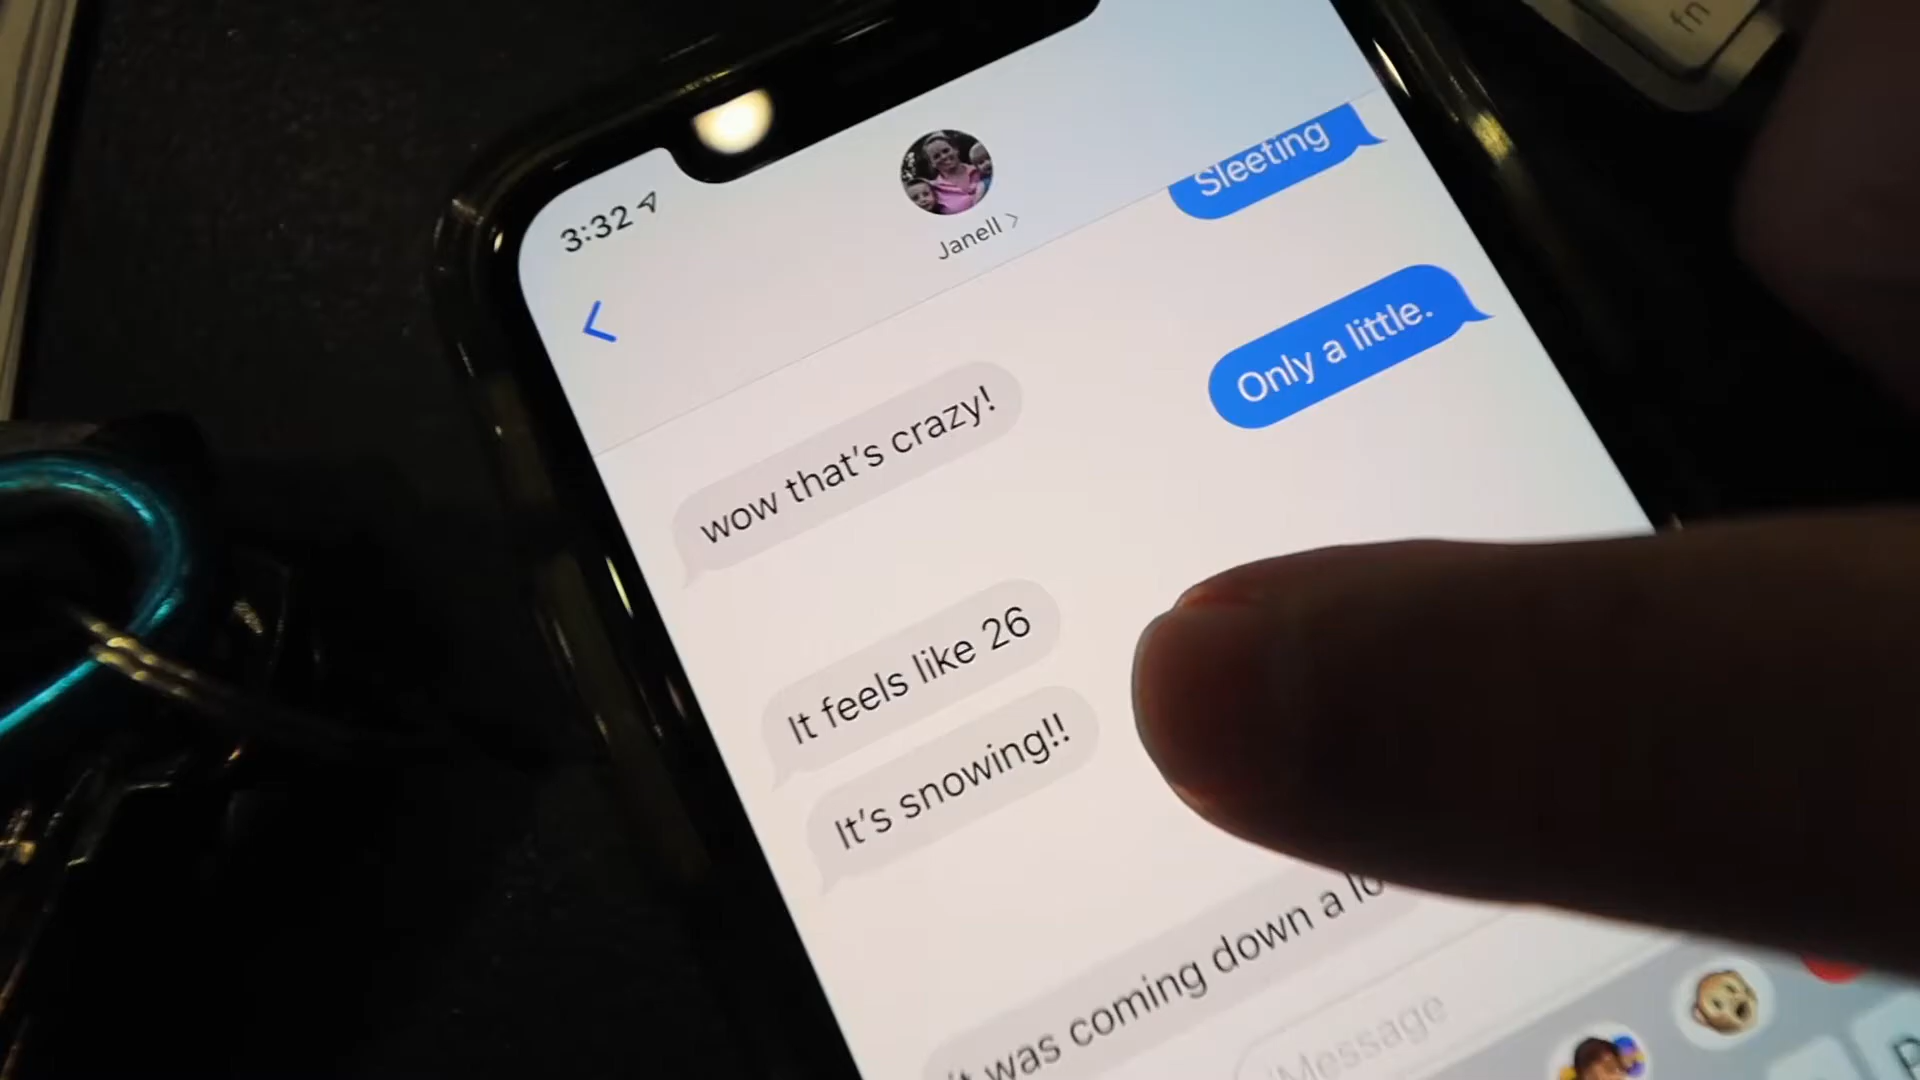 fn
3:32
Janell
Sleeting
Only a little.
wow that's crazy!
It feels like 26
It's snowing!!
was coming down a
Message